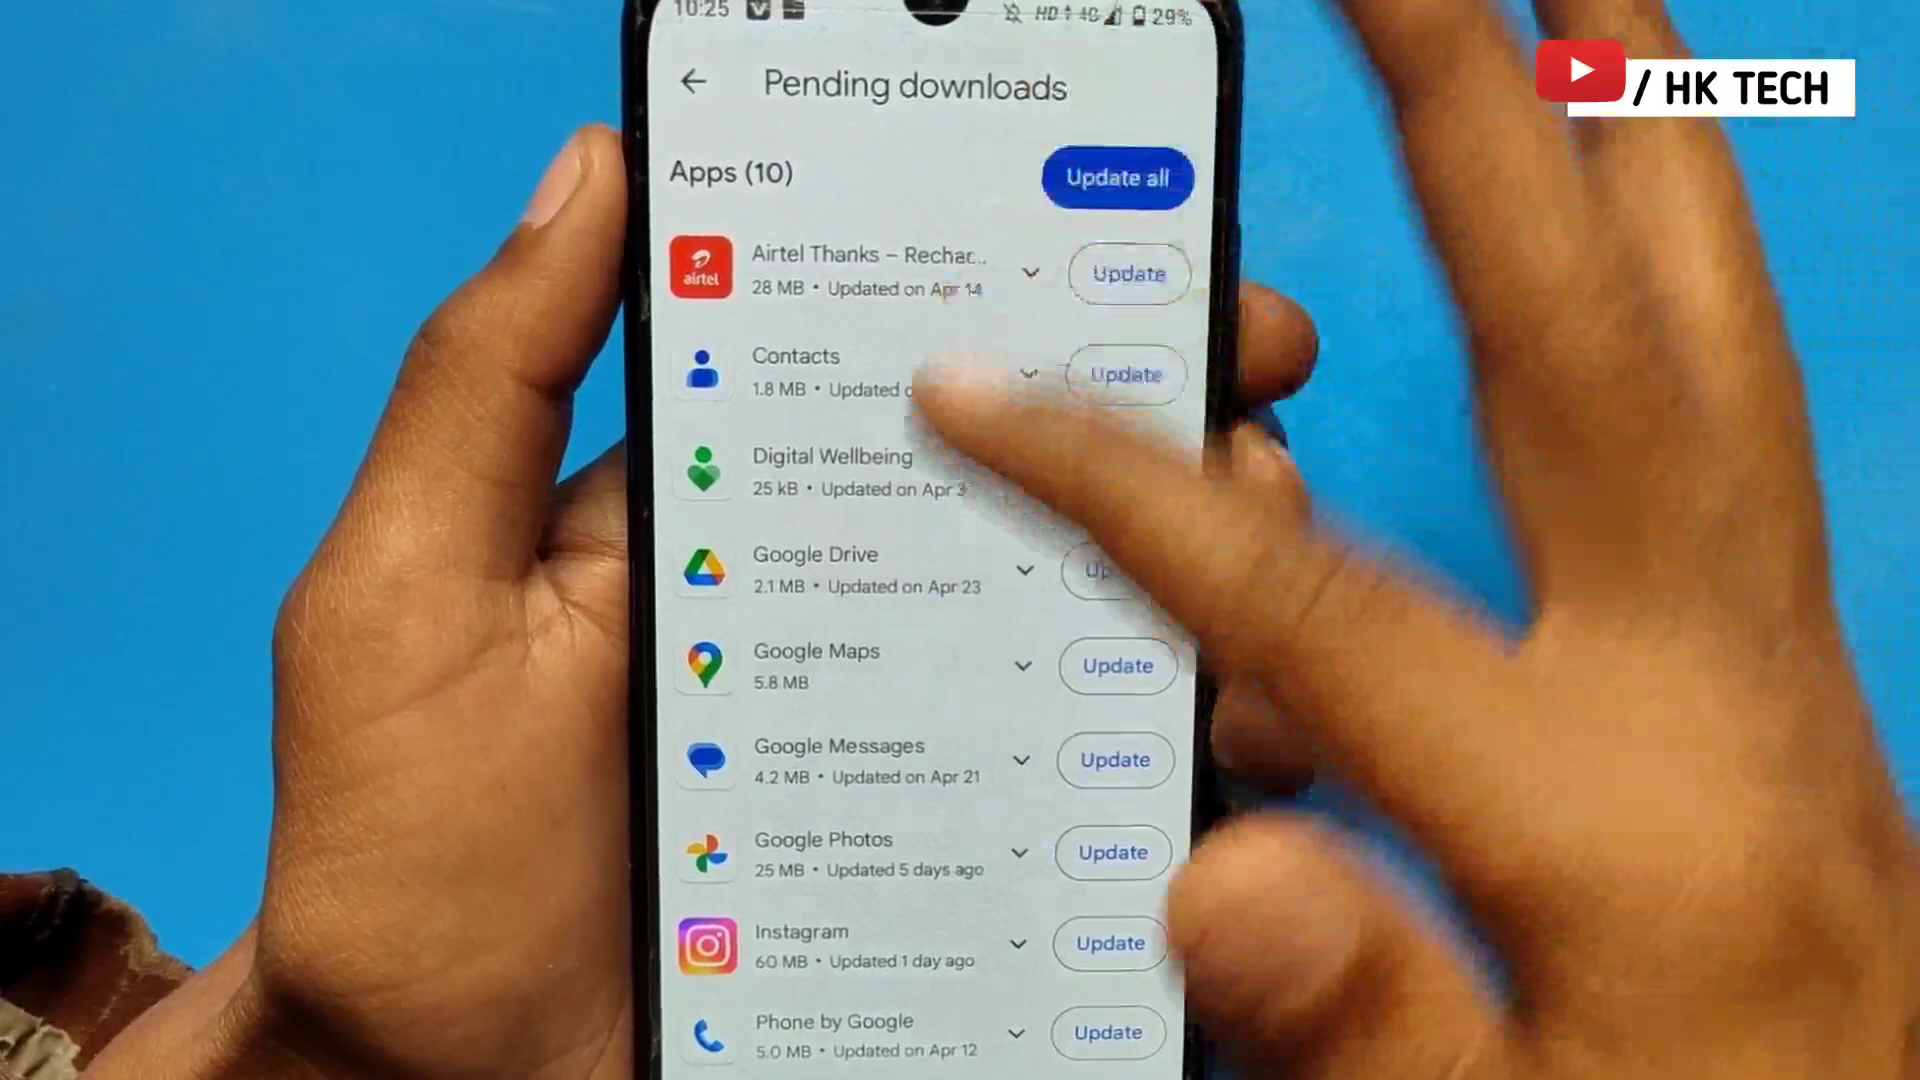 10:25 HD 4G 29%
/ HK TECH
Pending downloads
Apps (10)
Update all
airtel
Airtel Thanks – Rechar..
28 MB • Updated on Apr 14
Update
Contacts
1.8 MB • Updated
Update
Digital Wellbeing
25 kB • Updated on Apr 3
Google Drive
2.1 MB • Updated on Apr 23
Google Maps
5.8 MB
Update
Google Messages
4.2 MB • Updated on Apr 21
Update
Google Photos
25 MB • Updated 5 days ago
Update
Instagram
60 MB • Updated 1 day ago
Update
Phone by Google
5.0 MB • Updated on Apr 12
Update